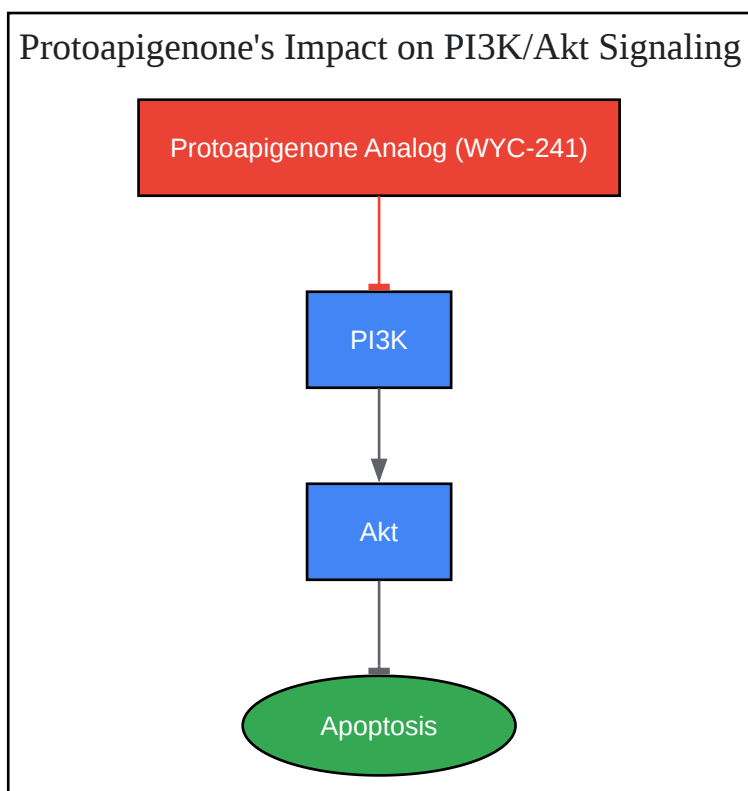 Protoapigenone's Impact on PI3K/Akt Signaling
Protoapigenone Analog (WYC-241)
PI3K
Akt
Apoptosis